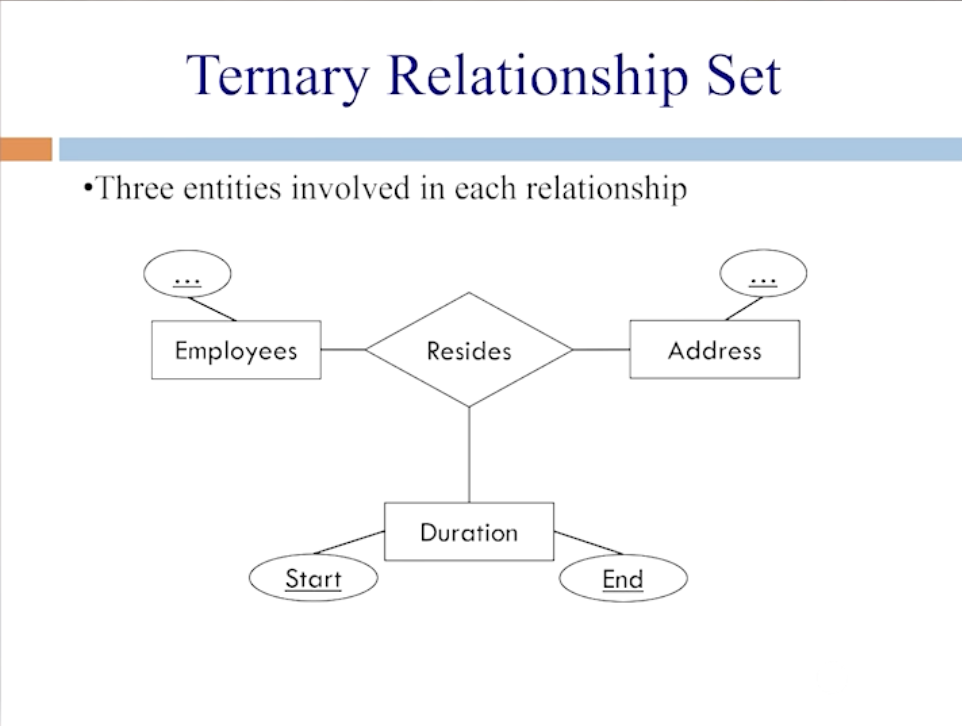 Ternary Relationship Set
•Three entities involved in each relationship
... ...
Employees Resides Address
Duration
Start End